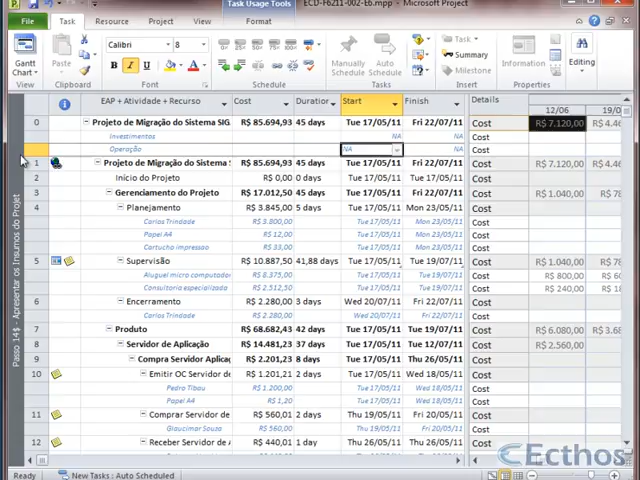 Task Usage Tools ECD-F6211-002-E6.mpp - Microsoft Project
File Task Resource Project View Format
Gantt Chart Paste Calibri 8 B I U Manually Schedule Auto Schedule Inspect Summary Milestone Information Editing
View Clipboard Font Schedule Tasks Insert Properties
EAP + Atividade + Recurso Cost Duration Start Finish Details 12/06 19/0
0 Projeto de Migração do Sistema SIG R$ 85.694,93 45 days Tue 17/05/11 Fri 22/07/11 Cost R$ 7.120,00 R$ 4.46
Investimentos NA NA Cost
Operação NA NA Cost
1 Projeto de Migração do Sistema S R$ 85.694,93 45 days Tue 17/05/11 Fri 22/07/11 Cost
2 Inicio do Projeto R$ 0,00 0 days Tue 17/05/11 Tue 17/05/11 Cost
3 Gerenciamento do Projeto R$ 17.012,50 45 days Tue 17/05/11 Fri 22/07/11 Cost R$ 1.040,00 R$ 78
4 Planejamento R$ 3.845,00 5 days Tue 17/05/11 Mon 23/05/11 Cost
Carlos Trindade R$ 3.800,00 Tue 17/05/11 Mon 23/05/11 Cost
Papel A4 R$ 12,00 Tue 17/05/11 Mon 23/05/11 Cost
Cartucho impressão R$ 33,00 Tue 17/05/11 Mon 23/05/11 Cost
5 Supervisão R$ 10.887,50 41,88 days Tue 17/05/11 Tue 19/07/11 Cost R$ 1.040,00 R$ 78
Aluguel micro computador R$ 8.375,00 Tue 17/05/11 Tue 19/07/11 Cost R$ 800,00 R$ 60
Consultoria especializada R$ 2.512,50 Tue 17/05/11 Tue 19/07/11 Cost R$ 240,00 R$ 18
6 Encerramento R$ 2.280,00 3 days Wed 20/07/11 Fri 22/07/11 Cost
Carlos Trindade R$ 2.280,00 Wed 20/07/11 Fri 22/07/11 Cost
7 Produto R$ 68.682,43 42 days Tue 17/05/11 Tue 19/07/11 Cost R$ 6.080,00 R$ 3.68
8 Servidor de Aplicação R$ 14.481,23 37 days Tue 17/05/11 Tue 12/07/11 Cost R$ 2.560,00
9 Compra Servidor Aplicaç R$ 2.201,23 8 days Tue 17/05/11 Thu 26/05/11 Cost
10 Emitir OC Servidor de R$ 1.201,20 2 days Tue 17/05/11 Wed 18/05/11 Cost
Pedro Tibau R$ 1.200,00 Tue 17/05/11 Wed 18/05/11 Cost
Papel A4 R$ 1,20 Tue 17/05/11 Wed 18/05/11 Cost
11 Comprar Servidor de R$ 560,01 2 days Thu 19/05/11 Fri 20/05/11 Cost
Glaucimar Souza R$ 560,00 Thu 19/05/11 Fri 20/05/11 Cost
12 Receber Servidor de A R$ 440,01 1 day Thu 26/05/11 Thu 26/05/11 Cost
Passo 14$ - Apresentar os Insumos do Projet
Ecthos
Ready New Tasks : Auto Scheduled